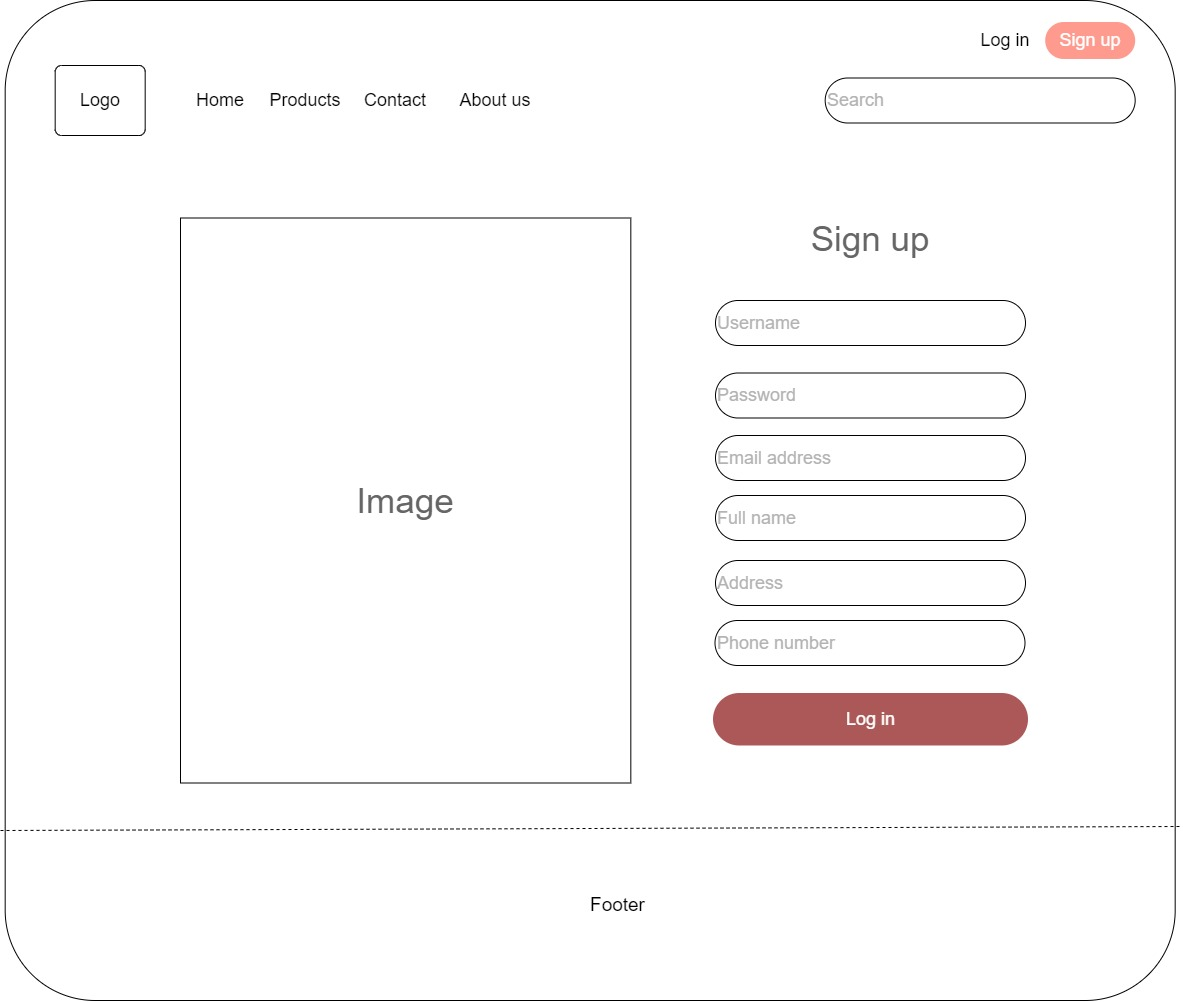 Log in
Sign up
Logo
Home
Products
Contact
About us
Search
Sign up
Username
Password
Email address
Full name
Address
Phone number
Log in
Image
Footer